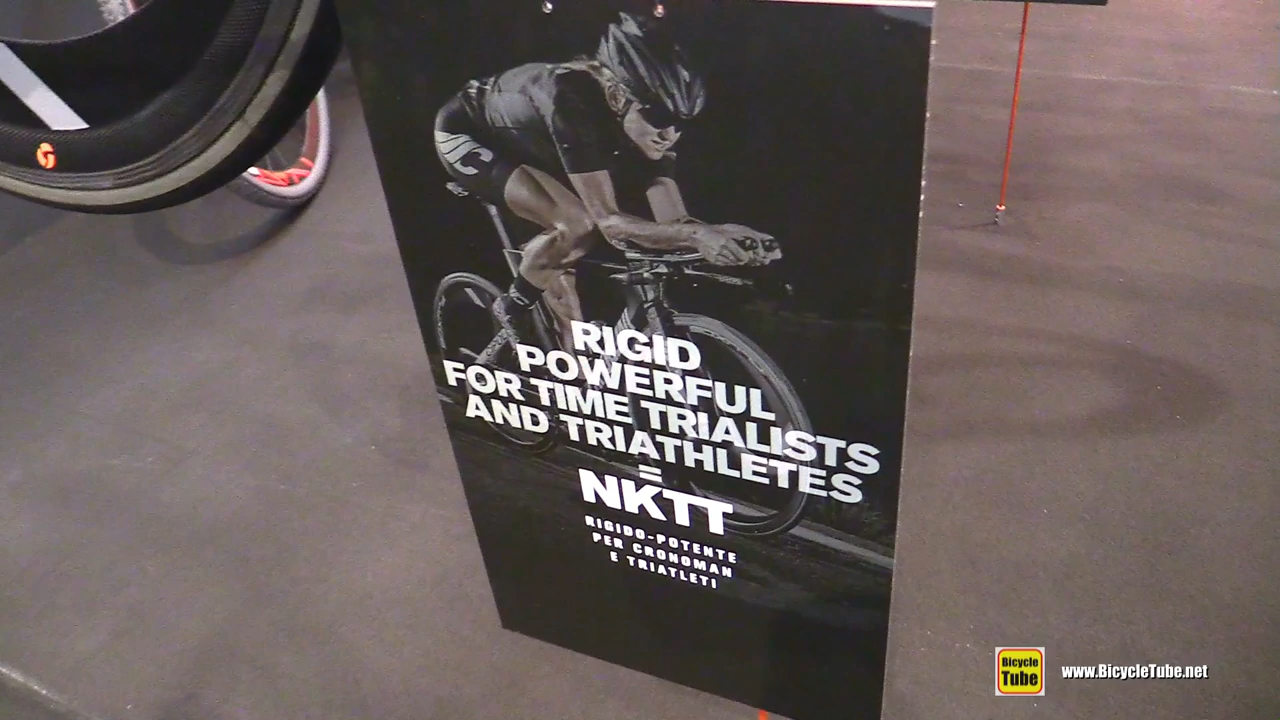 RIGID
POWERFUL
FOR TIME TRIALISTS
AND TRIATHLETES
=
NKTT
RIGIDO-POTENTE
PER CRONOMAN
E TRIATLETI
Bicycle
Tube
www.BicycleTube.net